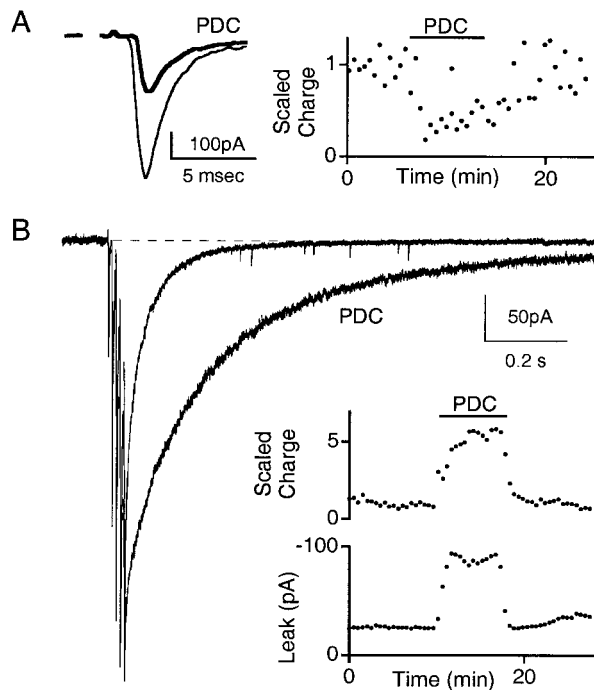 A
PDC
100pA
5 msec
PDC
Scaled
Charge
1
0
0
20
Time (min)
B
PDC
50pA
0.2 s
PDC
Scaled
Charge
5
0
Leak (pA)
-100
0
0
20
Time (min)